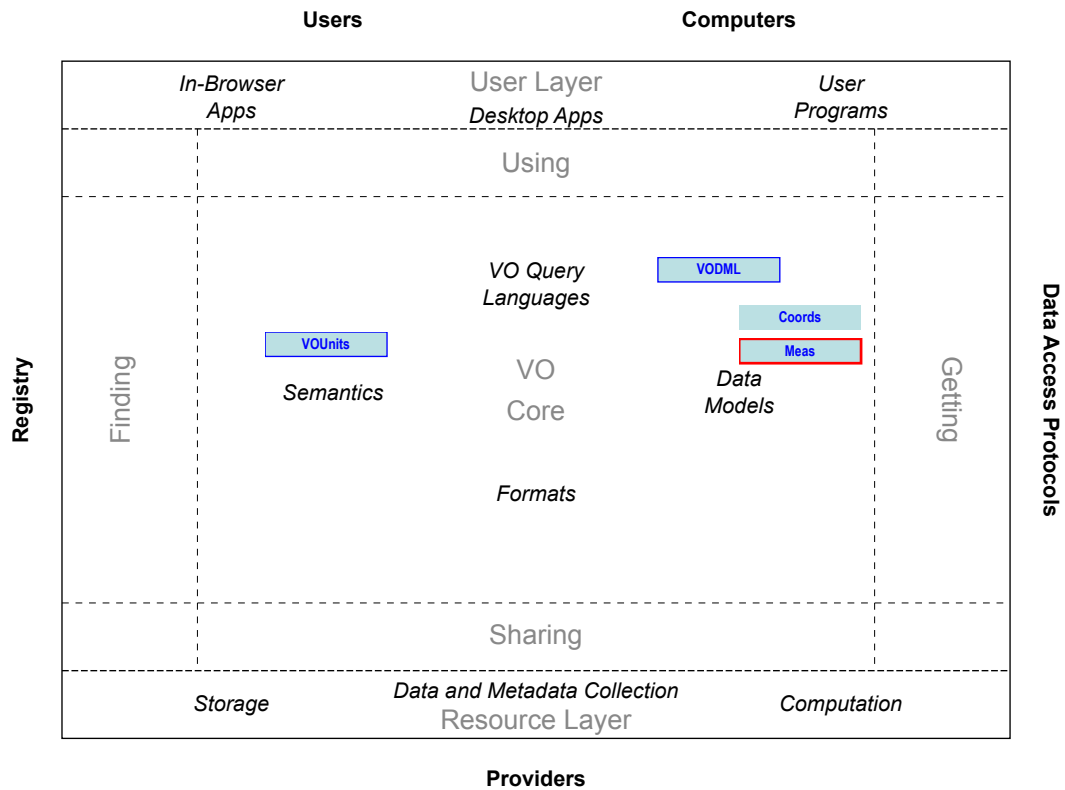 Users
Computers
In-Browser
Apps
User Layer
Desktop Apps
User
Programs
Using
VO Query
Languages
VODML
Coords
Meas
VOUnits
Semantics
VO
Core
Data
Models
Formats
Registry
Finding
Getting
Data Access Protocols
Sharing
Storage
Data and Metadata Collection
Resource Layer
Computation
Providers